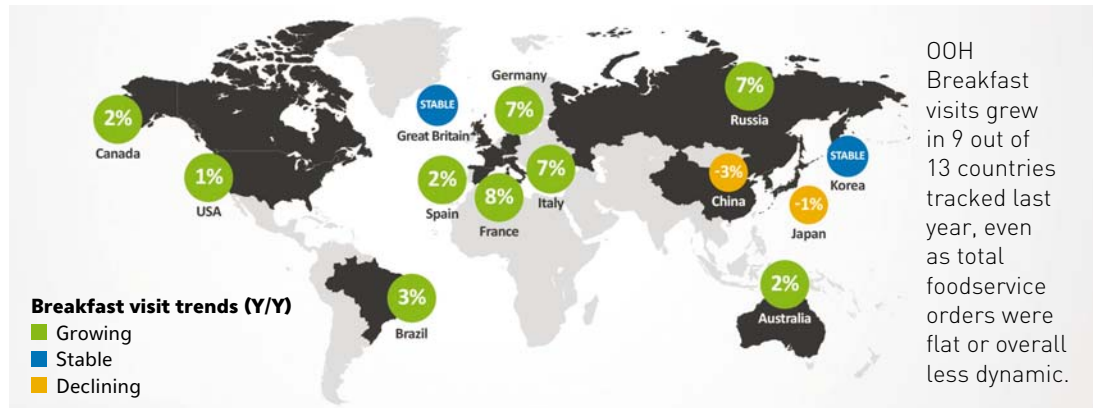 Germany
7%
STABLE
Great Britain
7%
Russia
2%
Canada
1%
USA
2%
Spain
8%
France
7%
Italy
-3%
China
STABLE
Korea
-1%
Japan
3%
Brazil
2%
Australia
Breakfast visit trends (Y/Y)
Growing
Stable
Declining
OOH
Breakfast
visits grew
in 9 out of
13 countries
tracked last
year, even
as total
foodservice
orders were
flat or overall
less dynamic.